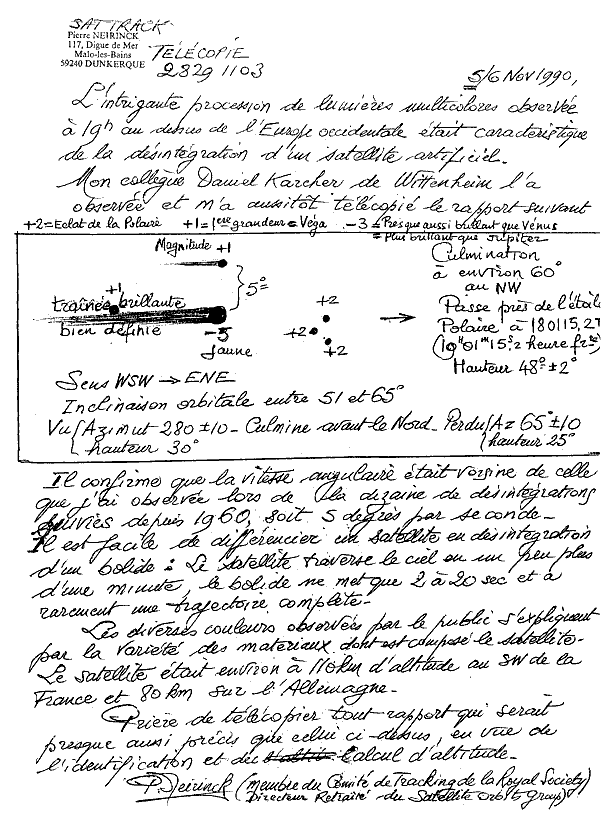 SATTRACK
Pierre NEIRINCK
117, Digue de Mer
Malo-les-Bains
59240 DUNKERQUE
TÉLÉCOPIE
2829 1103
5/6 Nov 1990,
L'intrigante procession de lumières multicolores observée
à 19h au dessus de l'Europe occidentale était caractéristique
de la désintégration d'un satellite artificiel.
Mon collègue Daniel Karcher de Wittenheim l'a
observée et m'a aussitôt télécopié le rapport suivant
+2=Eclat de la Polaire +1=1ère grandeur=Véga -3=Presque aussi brillant que Vénus
=Plus brillant que Jupiter
Magnitude +1
5°
+1
traînée brillante
bien définie
-3
Jaune
+2
+2
+2
Culmination
à environ 60°
au NW
Passe près de l'étoile
Polaire à 18 01 15,2T
(19H 01m 15s,2 heure frse)
Hauteur 48° ± 2°
Sens WSW → ENE
Inclinaison orbitale entre 51 et 65°
Vu Azimut 280 ± 10 - Culmine avant le Nord - Perdu Az 65° ± 10
hauteur 30° hauteur 25°
Il confirme que la vitesse angulaire était voisine de celle
que j'ai observée lors de la dizaine de désintégrations
suivies depuis 1960, soit 5 degrés par seconde.
Il est facile de différencier un satellite en désintégration
d'un bolide : Le satellite traverse le ciel en un peu plus
d'une minute, le bolide ne met que 2 à 20 sec et a
rarement une trajectoire complète.
Les diverses couleurs observées par le public s'expliquent
par la variété des matériaux dont est composé le satellite.
Le satellite était environ à 110km d'altitude au SW de la
France et 80 km sur l'Allemagne.
Prière de télécopier tout rapport qui serait
presque aussi précis que celui ci-dessus, en vue de
l'identification et du calcul d'altitude.
P. Neirinck (membre du Comité de Tracking de la Royal Society)
Directeur Retraité du Satellite Orbits Group)